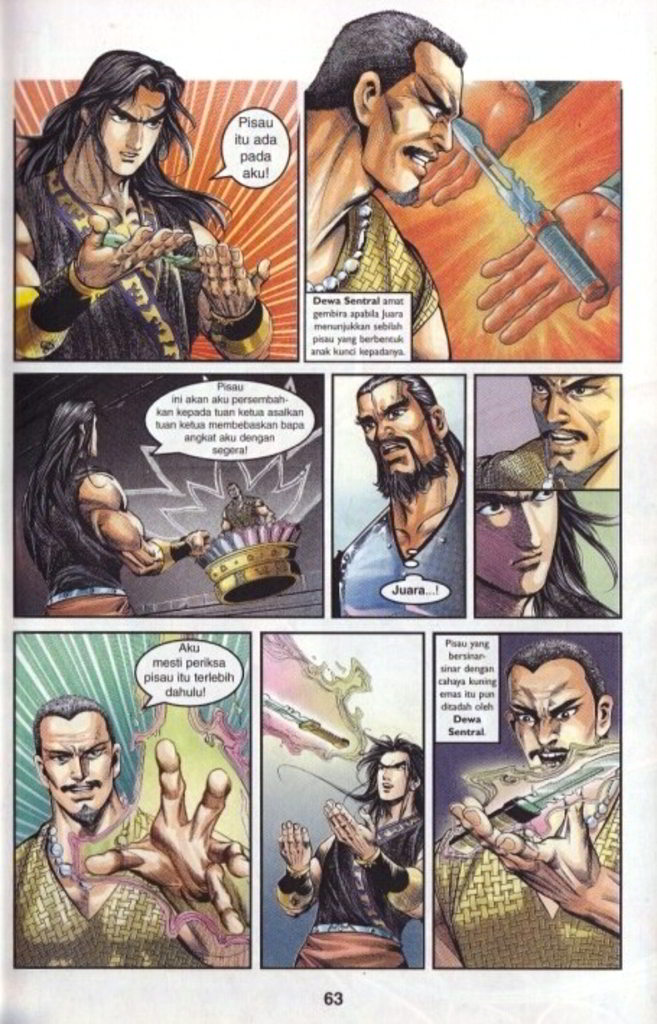 Pisau
itu ada
pada
aku!
Dewa Sentral amat
gembira apabila Juara
menunjukkan sebilah
pisau yang berbentuk
anak kunci kepadanya.
Pisau
ini akan aku persembah-
kan kepada tuan ketua asalkan
tuan ketua membebaskan bapa
angkat aku dengan
segera!
Juara...!
Aku
mesti periksa
pisau itu terlebih
dahulu!
Pisau yang
bersinar-
sinar dengan
cahaya kuning
emas itu pun
ditadah oleh
Dewa
Sentral.
63